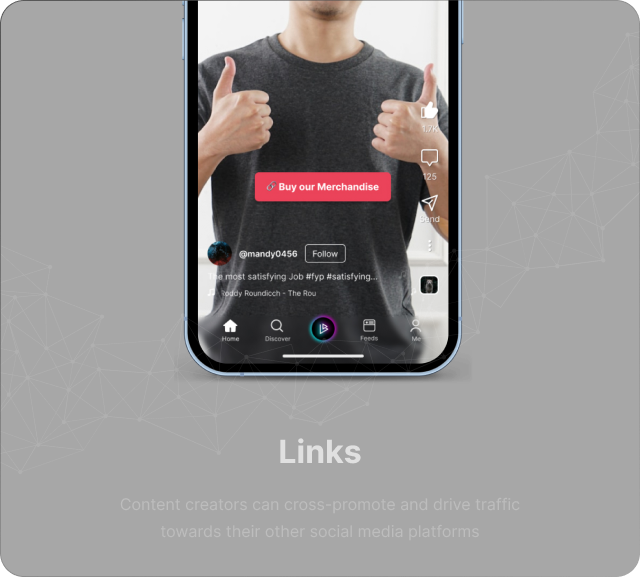 1.7K
125
Send
Buy our Merchandise
@mandy0456 Follow
The most satisfying Job #fyp #satisfying...
Roddy Roundicch - The Rou
Home Discover Feeds Me
Links
Content creators can cross-promote and drive traffic
towards their other social media platforms